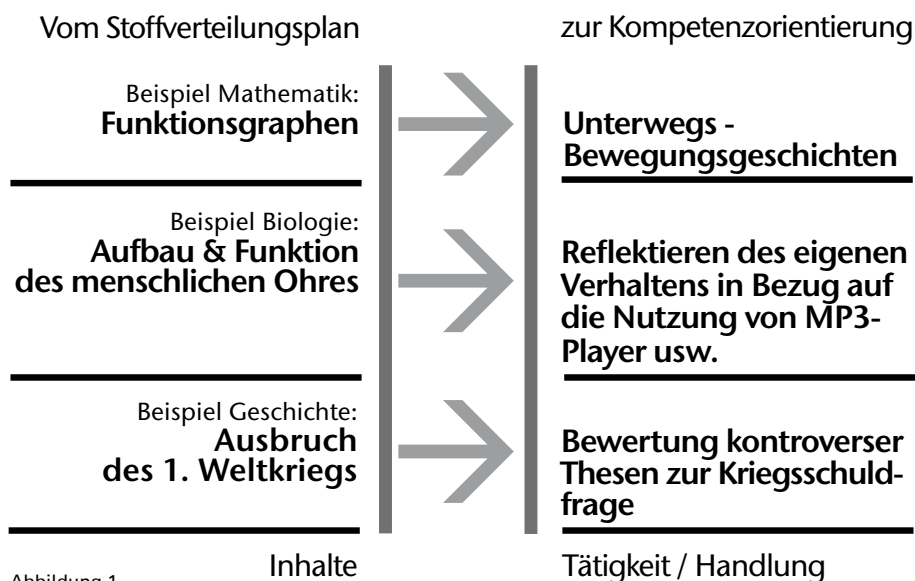 Vom Stoffverteilungsplan
zur Kompetenzorientierung
Beispiel Mathematik:
Funktionsgraphen
Unterwegs -
Bewegungsgeschichten
Beispiel Biologie:
Aufbau & Funktion
des menschlichen Ohres
Reflektieren des eigenen
Verhaltens in Bezug auf
die Nutzung von MP3-
Player usw.
Beispiel Geschichte:
Ausbruch
des 1. Weltkriegs
Bewertung kontroverser
Thesen zur Kriegsschuld-
frage
Inhalte
Tätigkeit / Handlung
Abbildung 1